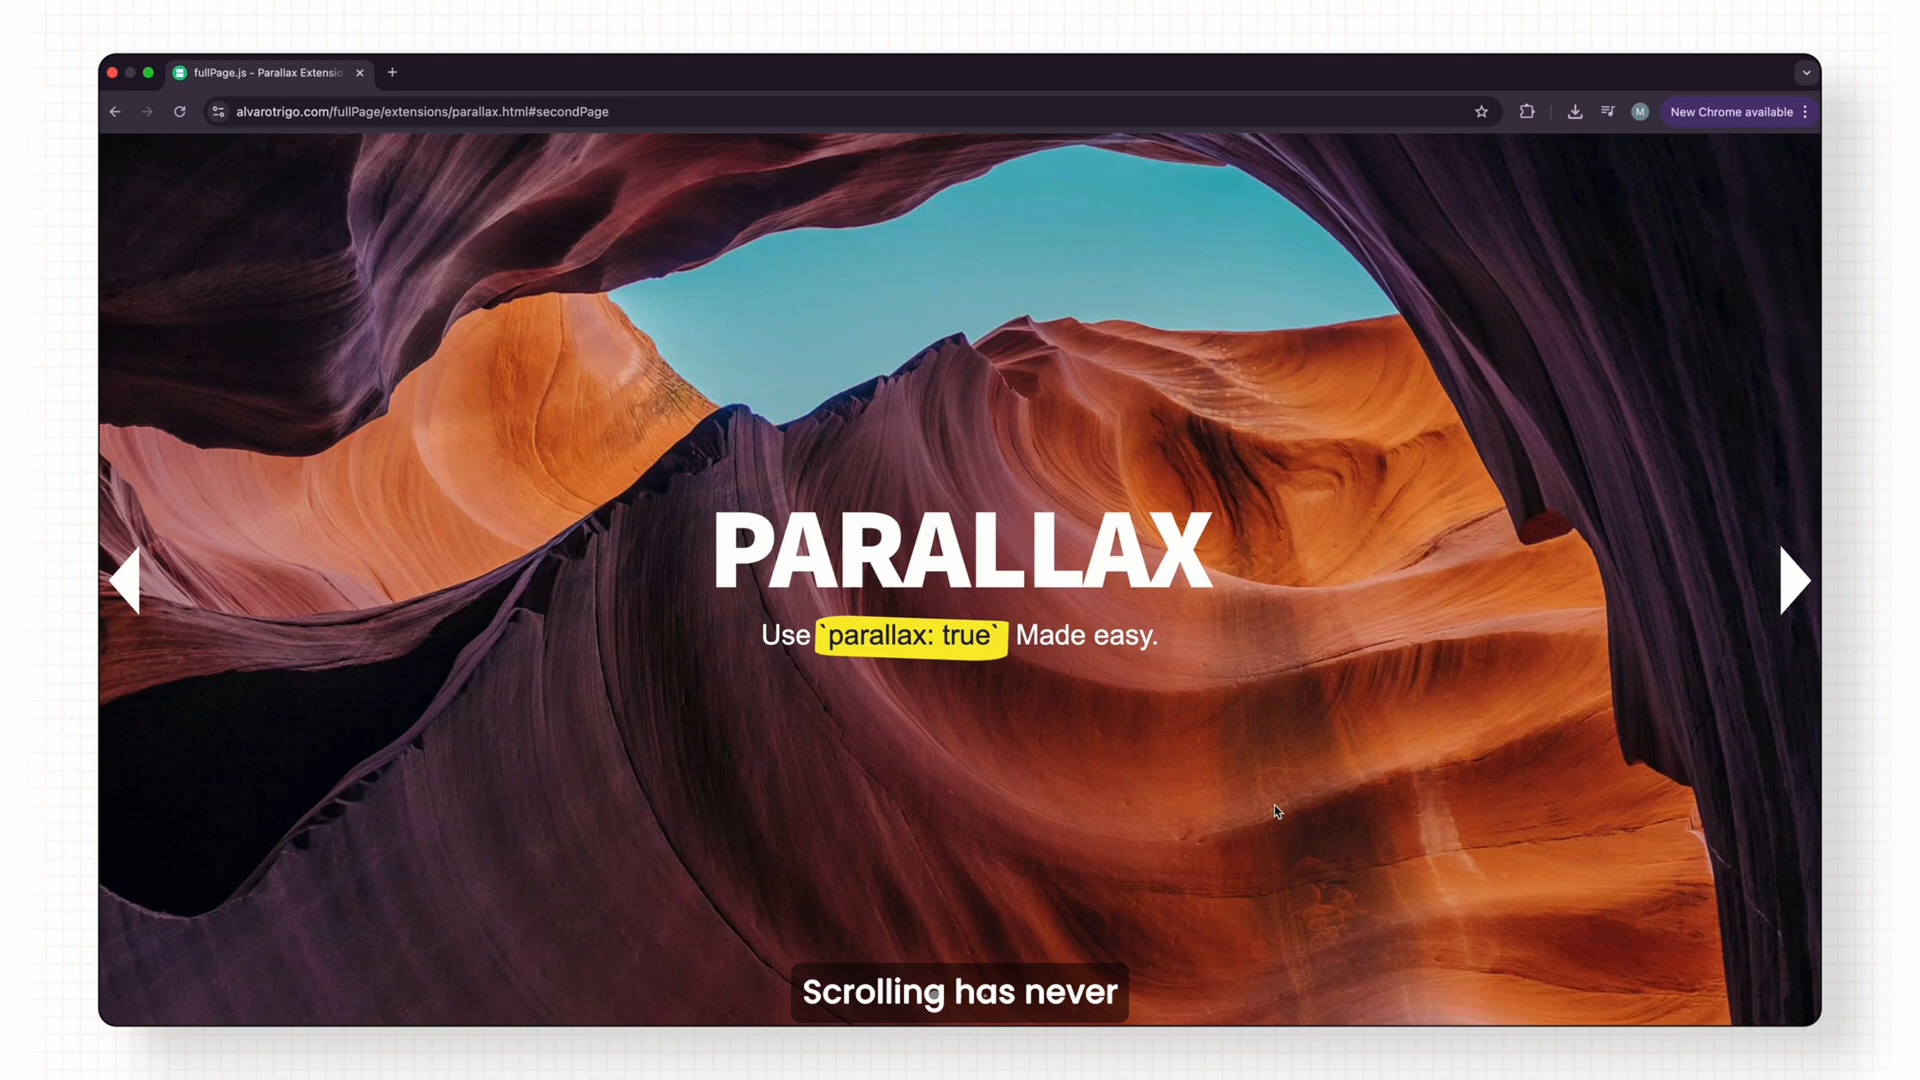 fullPage.js - Parallax Extensio
alvarotrigo.com/fullPage/extensions/parallax.html#secondPage
M
New Chrome available
PARALLAX
Use `parallax: true` Made easy.
Scrolling has never